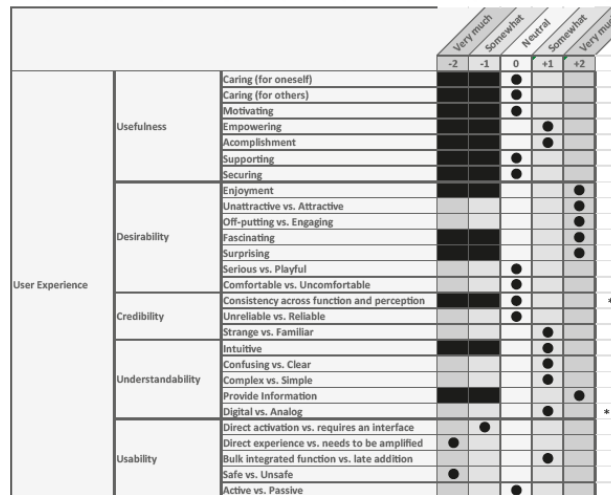 Very much
Somewhat
Neutral
Somewhat
-2 -1 0 +1 +2
Caring (for oneself)
Caring (for others)
Motivating
Usefulness Empowering
Acomplishment
Supporting
Securing
Enjoyment
Unattractive vs. Attractive
Off-putting vs. Engaging
Desirability Fascinating
Surprising
Serious vs. Playful
User Experience Comfortable vs. Uncomfortable
Consistency across function and perception *
Credibility Unreliable vs. Reliable
Strange vs. Familiar
Intuitive
Confusing vs. Clear
Understandability Complex vs. Simple
Provide Information
Digital vs. Analog *
Direct activation vs. requires an interface
Direct experience vs. needs to be amplified
Usability Bulk integrated function vs. late addition
Safe vs. Unsafe
Active vs. Passive